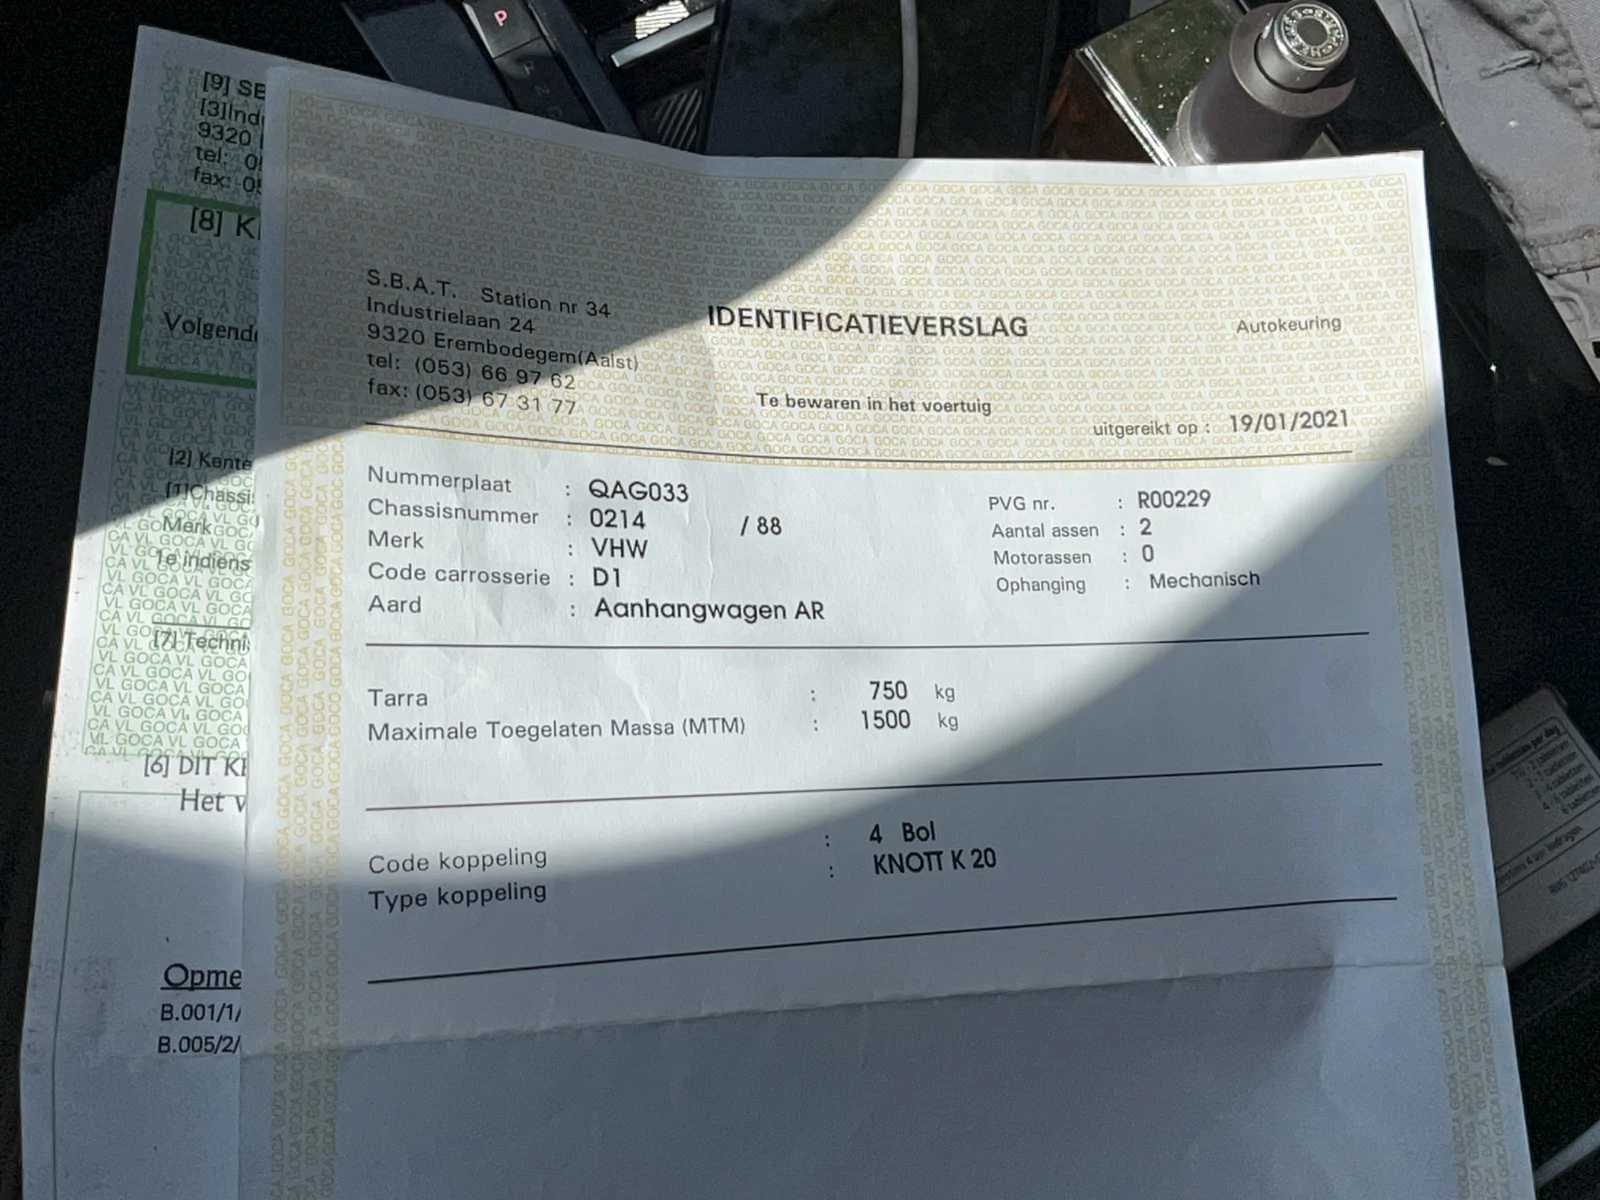 P
[9] SE
[3]Ind
9320
tel: 0
fax: 0
[8] K
Volgende
[2] Kente
[1]Chassi
Merk
1e indiens
[7] Techni
[6] DIT KE
Het v
Opme
B.001/1/
B.005/2/
S.B.A.T. Station nr 34
Industrielaan 24
9320 Erembodegem(Aalst)
tel: (053) 66 97 62
fax: (053) 67 31 77
IDENTIFICATIEVERSLAG
Autokeuring
Te bewaren in het voertuig
uitgereikt op : 19/01/2021
Nummerplaat : QAG033
Chassisnummer : 0214 / 88
Merk : VHW
Code carrosserie : D1
Aard : Aanhangwagen AR
PVG nr. : R00229
Aantal assen : 2
Motorassen : 0
Ophanging : Mechanisch
Tarra : 750 kg
Maximale Toegelaten Massa (MTM) : 1500 kg
Code koppeling : 4 Bol
Type koppeling : KNOTT K 20